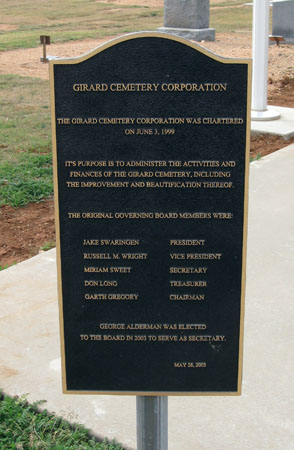 GIRARD CEMETERY CORPORATION
THE GIRARD CEMETERY CORPORATION WAS CHARTERED
ON JUNE 3, 1999
IT'S PURPOSE IS TO ADMINISTER THE ACTIVITIES AND
FINANCES OF THE GIRARD CEMETERY, INCLUDING
THE IMPROVEMENT AND BEAUTIFICATION THEREOF.
THE ORIGINAL GOVERNING BOARD MEMBERS WERE:
JAKE SWARINGEN PRESIDENT
RUSSELL M. WRIGHT VICE PRESIDENT
MIRIAM SWEET SECRETARY
DON LONG TREASURER
GARTH GREGORY CHAIRMAN
GEORGE ALDERMAN WAS ELECTED
TO THE BOARD IN 2003 TO SERVE AS SECRETARY.
MAY 26, 2003